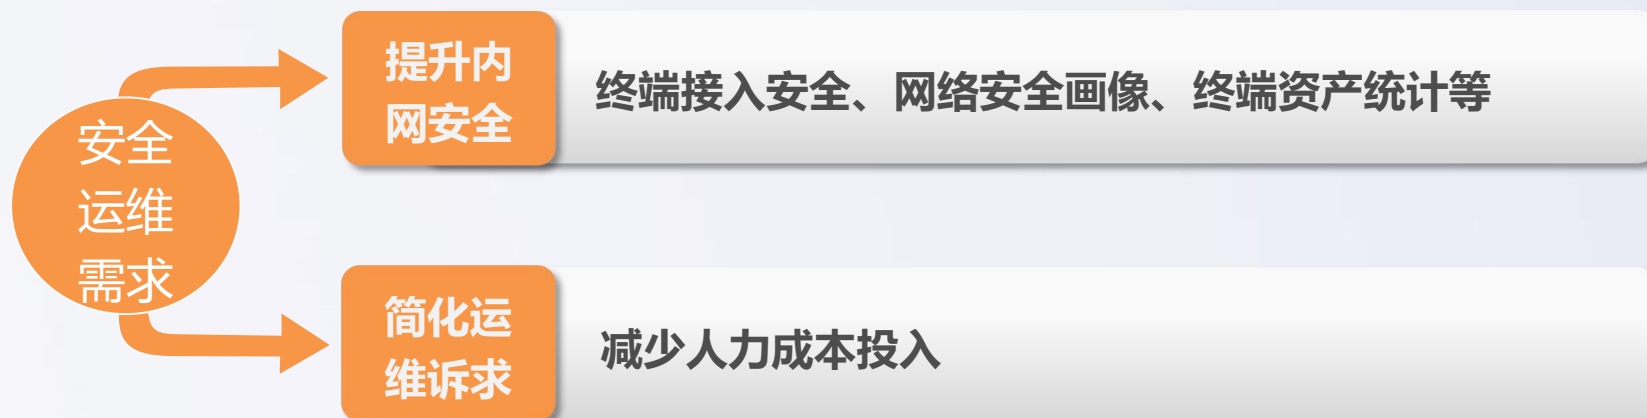 安全
运维
需求
提升内
网安全
终端接入安全、网络安全画像、终端资产统计等
简化运
维诉求
减少人力成本投入